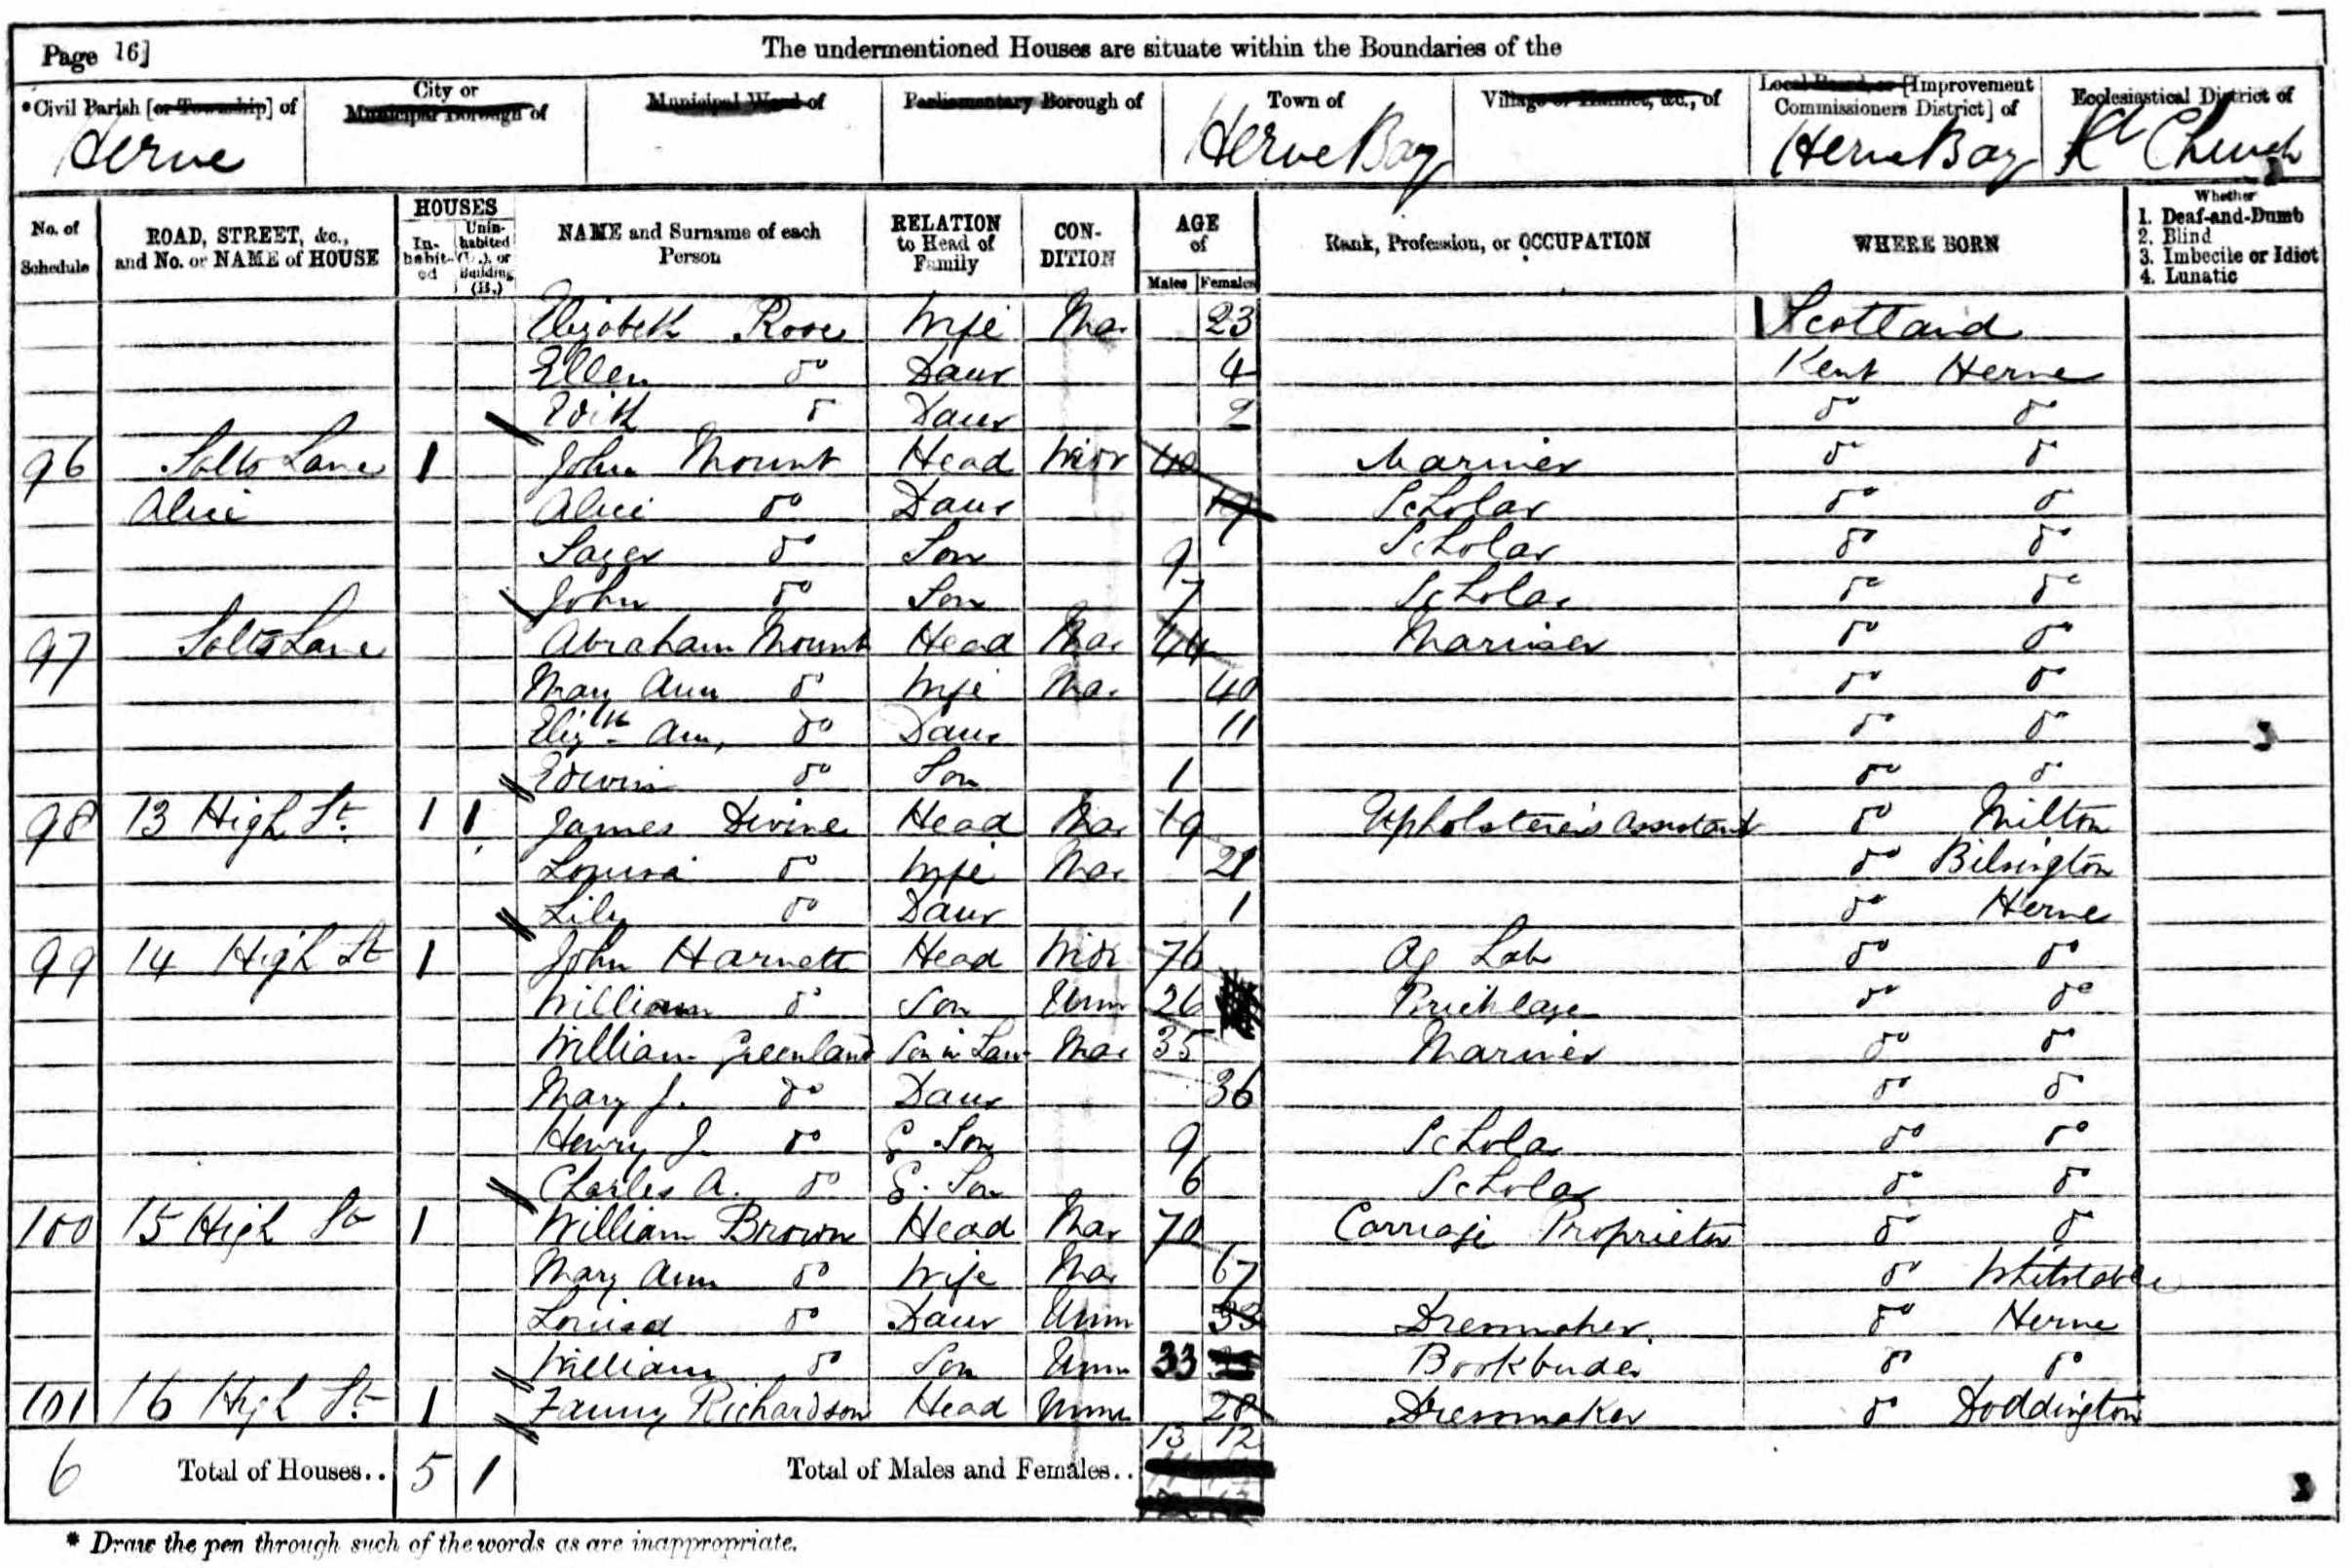 Page 16]
The undermentioned Houses are situate within the Boundaries of the
*Civil Parish [or Township] of
City or Municipal Borough of
Municipal Ward of
Parliamentary Borough of
Town of
Village or Hamlet, &c., of
Local Board, or [Improvement Commissioners District] of
Ecclesiastical District of
Herne Herne Bay Herne Bay Church
No. of Schedule
ROAD, STREET, &c., and No. or NAME of HOUSE
HOUSES
In-habit-ed
Unin-habited (U.), or Building (B.)
NAME and Surname of each Person
RELATION to Head of Family
CON-DITION
AGE of
Males Females
Rank, Profession, or OCCUPATION
WHERE BORN
Whether
1. Deaf-and-Dumb
2. Blind
3. Imbecile or Idiot
4. Lunatic
Elizabeth Rose Wife Mar 23 Scotland
Ellen do Daur 4 Kent Herne
Edith do Daur 2 do do
96 Salts Lane 1 John Mount Head Widr 40 Mariner do do
Alice Alice do Daur Scholar do do
do Son 9 Scholar do do
John do Son 7 Scholar do do
97 Salts Lane Abraham Mount Head Mar 44 Mariner do do
Mary Ann do Wife Mar 40 do do
Elizth Ann, do Daur 11 do do
Edwin do Son 1 do do
98 13 High St. 1 1 James Divine Head Mar 19 Upholsterer's Assistant do Milton
Louisa do Wife Mar 21 do Bilsington
Lily do Daur 1 do Herne
99 14 High St 1 John Harnett Head Widr 76 Ag Lab do do
William do Son Unm 26 Bricklayer do do
William Greenland Son in Law Mar 35 Mariner do do
Mary J. do Daur 36 do do
Henry J. do G. Son 9 Scholar do do
Charles A. do G. Son 6 Scholar do do
100 15 High St 1 William Brown Head Mar 70 Carriage Proprietor do do
Mary Ann do Wife Mar 67 do Whitstable
Louisa do Daur Unm 33 Dressmaker. do Herne
William do Son Unm 33 Bookbinder do do
101 16 High St. 1 Fanny Richardson Head Unm 28 Dressmaker do Doddington
13 12
6 Total of Houses.. 5 1 Total of Males and Females..
* Draw the pen through such of the words as are inappropriate.